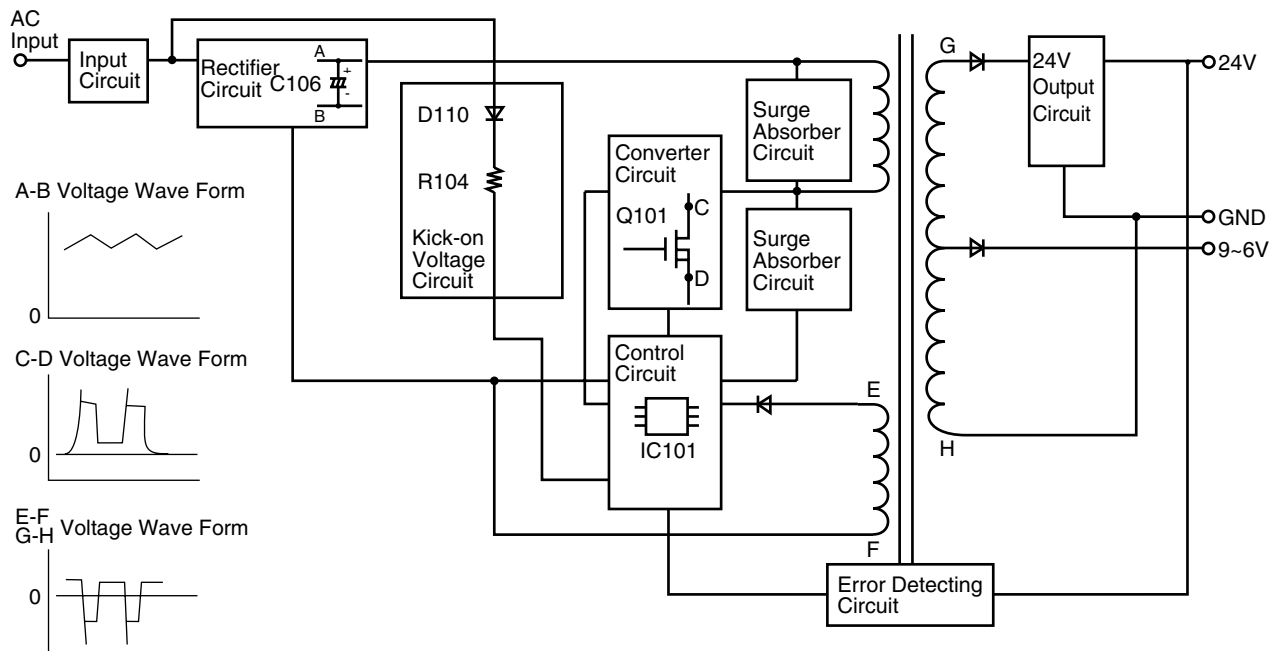 AC
Input
Input
Circuit
Rectifier
Circuit
C106
A
+
-
B
D110
R104
Kick-on
Voltage
Circuit
Converter
Circuit
Q101
C
D
Surge
Absorber
Circuit
Surge
Absorber
Circuit
Control
Circuit
IC101
E
F
G
H
24V
Output
Circuit
24V
GND
9~6V
Error Detecting
Circuit
A-B Voltage Wave Form
0
C-D Voltage Wave Form
0
E-F
G-H Voltage Wave Form
0